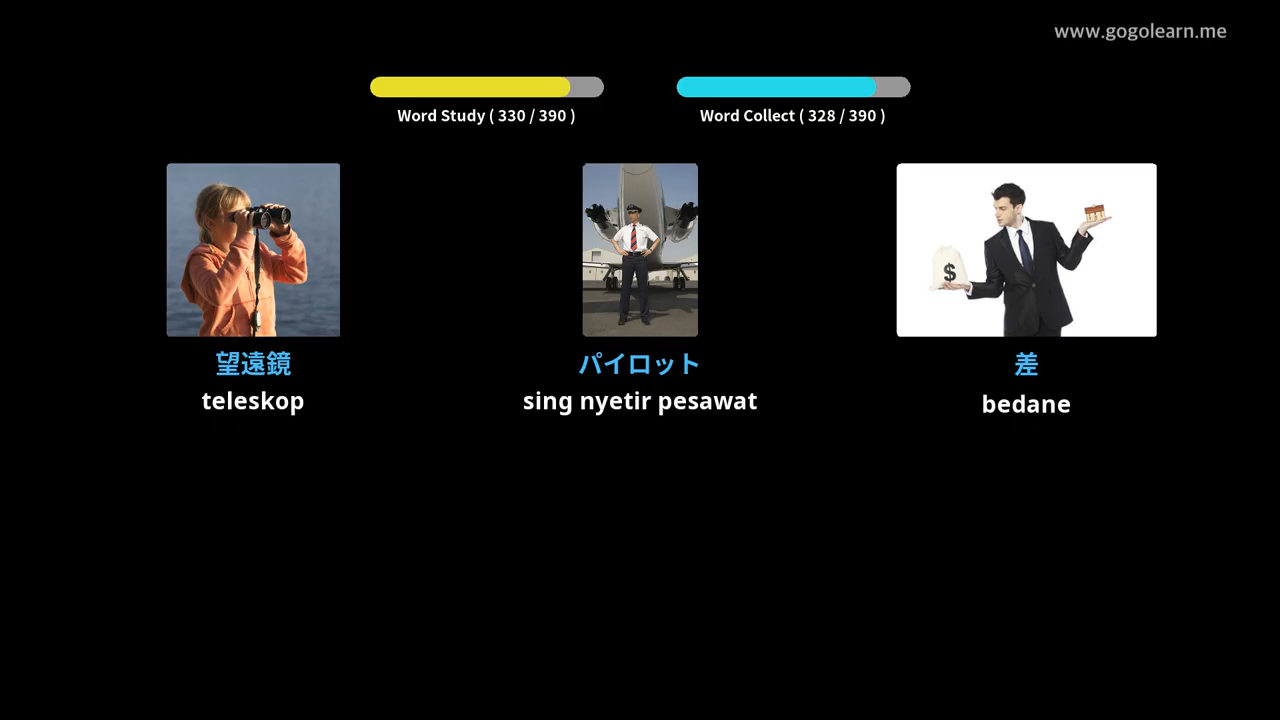 www.gogolearn.me
Word Study ( 330 / 390 )
Word Collect ( 328 / 390 )
$
望遠鏡
パイロット
差
teleskop
sing nyetir pesawat
bedane